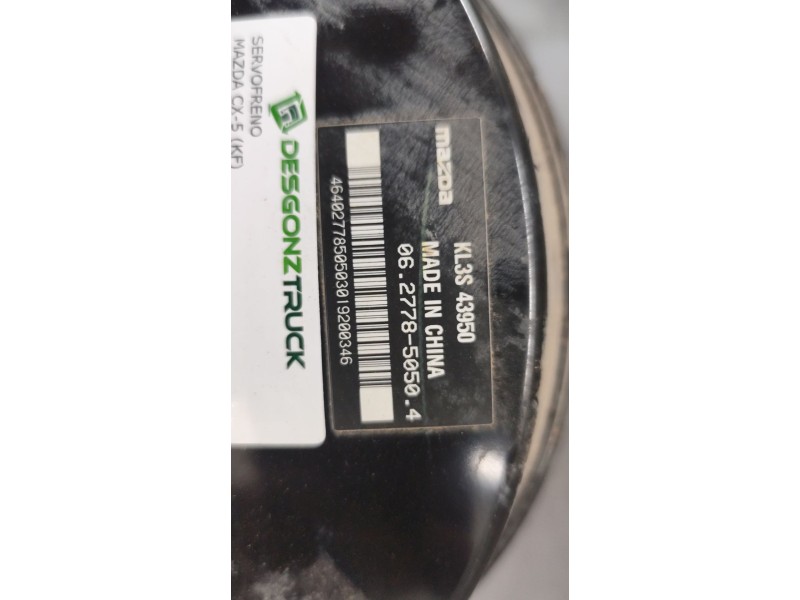 mazda
KL3S 43950
MADE IN CHINA
06.2778-5050.4
4640277850503019200346
DESGONZTRUCK
SERVOFRENO
MAZDA CX-5 (KF)